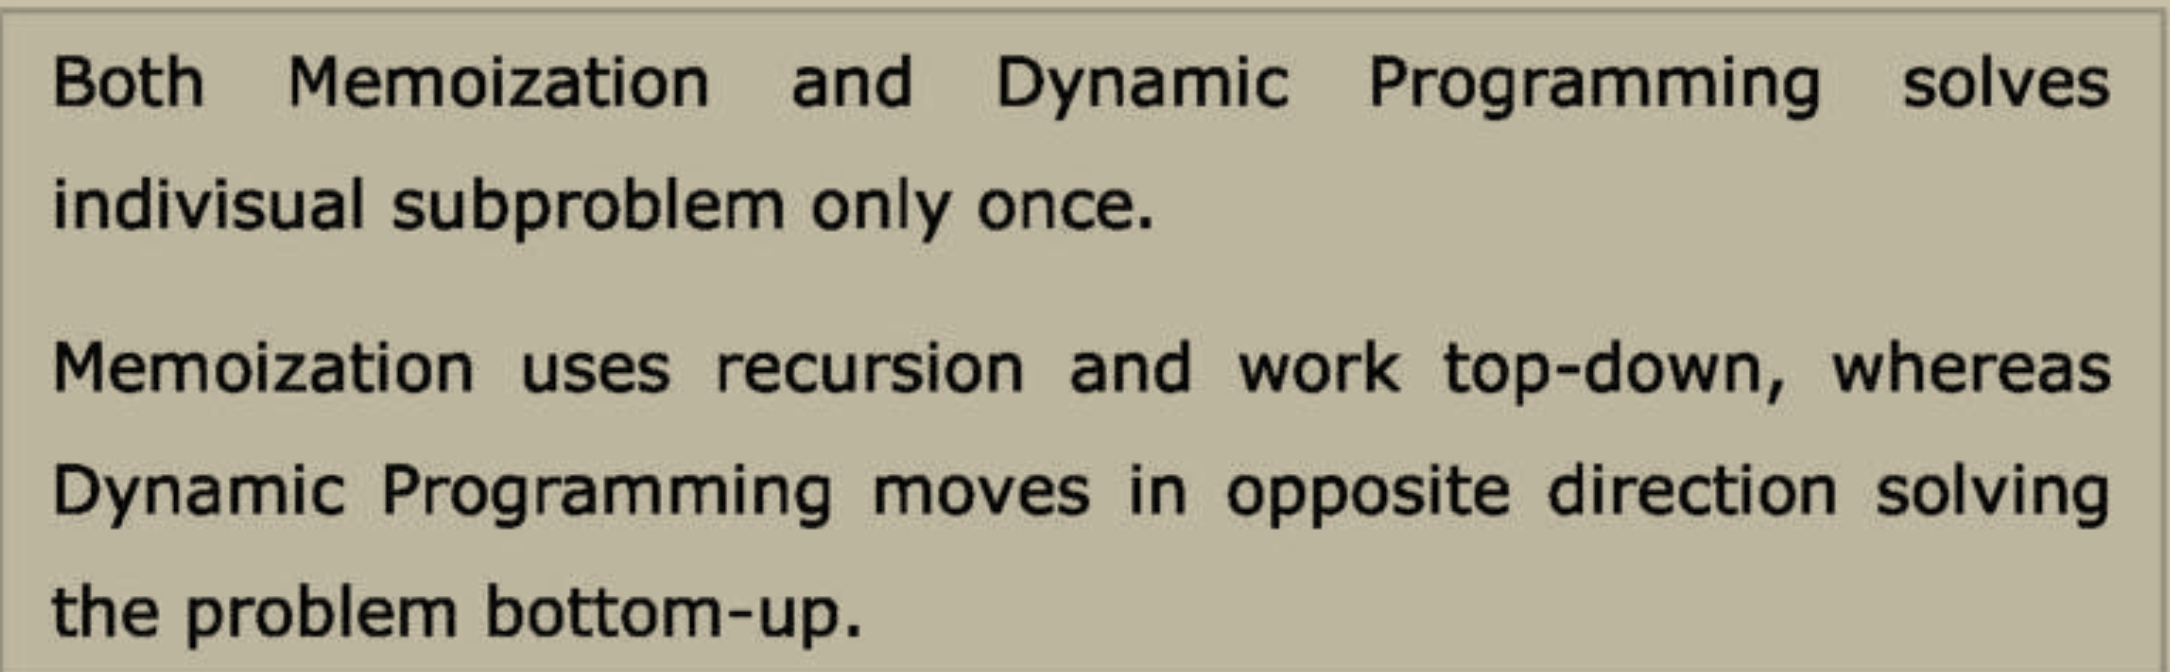 Both Memoization and Dynamic Programming solves
indivisual subproblem only once.
Memoization uses recursion and work top-down, whereas
Dynamic Programming moves in opposite direction solving
the problem bottom-up.